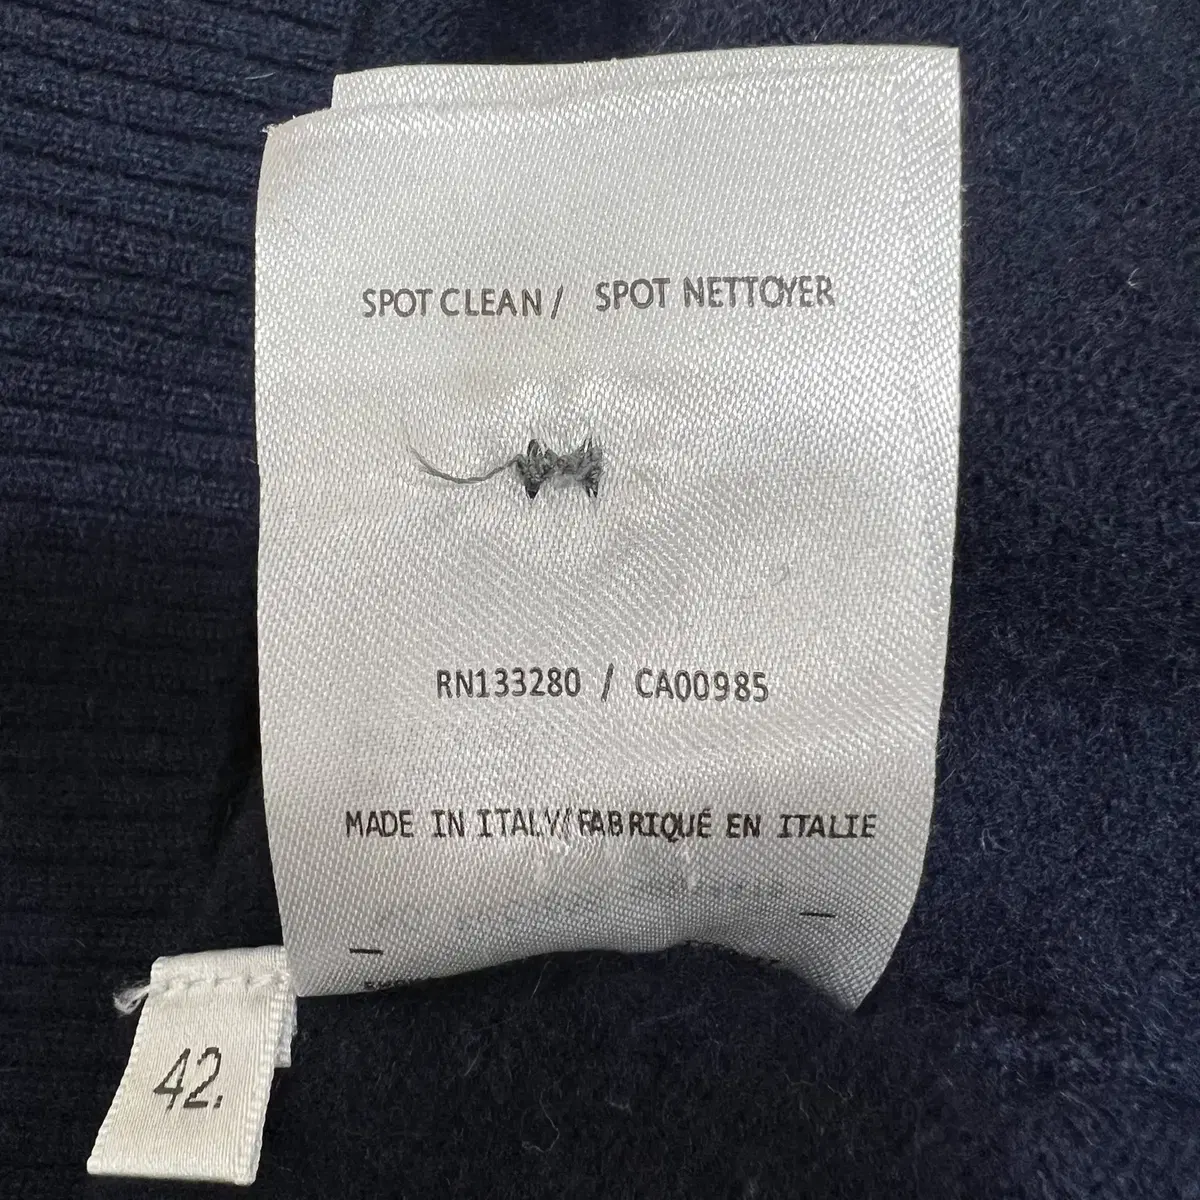 SPOT CLEAN / SPOT NETTOYER
RN133280 / CA00985
MADE IN ITALY/FABRIQUÉ EN ITALIE
42.